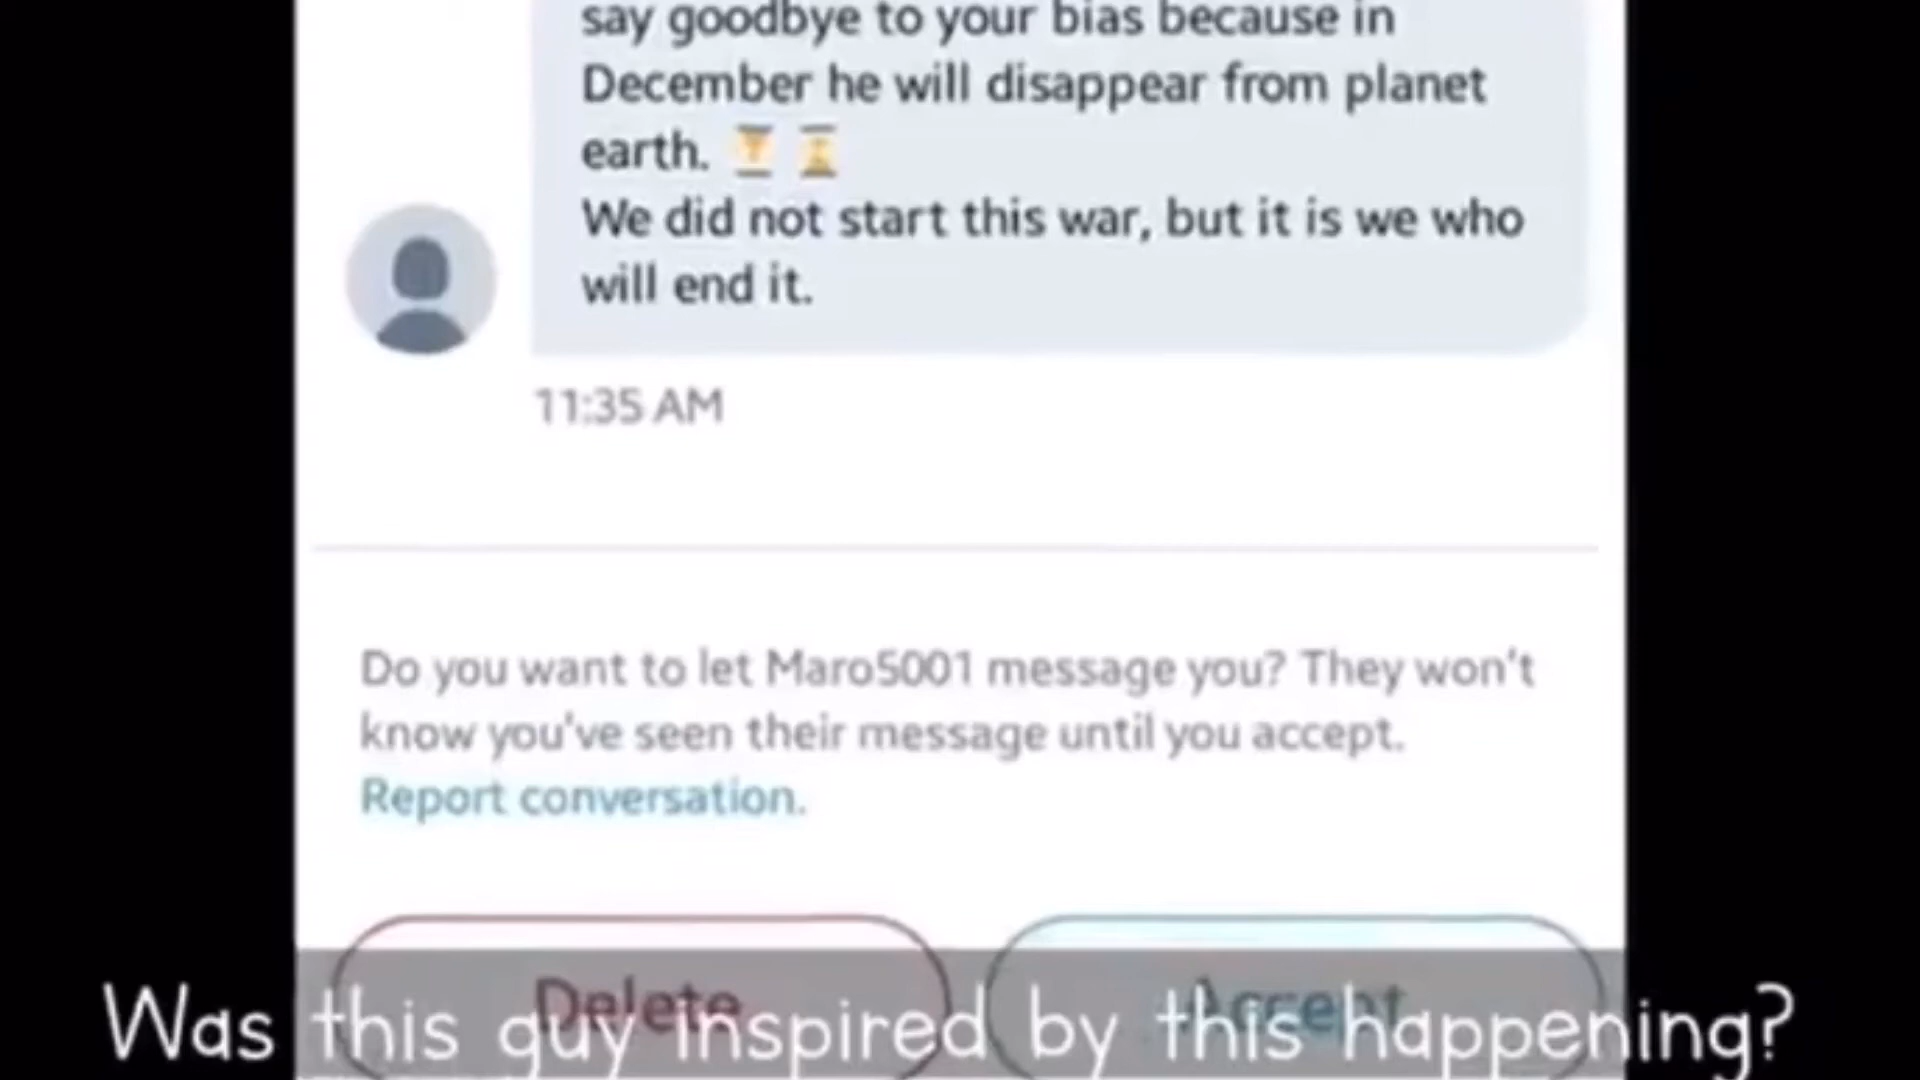 say goodbye to your bias because in
December he will disappear from planet
earth. ⏳ ⌛
We did not start this war, but it is we who
will end it.
11:35 AM
Do you want to let Maro5001 message you? They won't
know you've seen their message until you accept.
Report conversation.
Delete
Accept
Was this guy inspired by this happening?